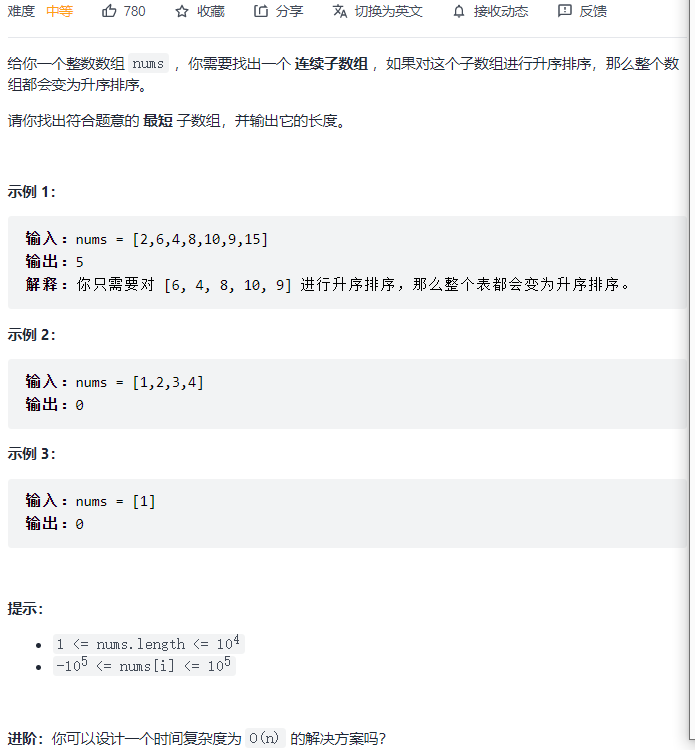 难度 中等 780 收藏 分享 切换为英文 接收动态 反馈
给你一个整数数组 nums ，你需要找出一个 连续子数组 ，如果对这个子数组进行升序排序，那么整个数
组都会变为升序排序。
请你找出符合题意的 最短 子数组，并输出它的长度。
示例 1：
输入：nums = [2,6,4,8,10,9,15]
输出：5
解释：你只需要对 [6, 4, 8, 10, 9] 进行升序排序，那么整个表都会变为升序排序。
示例 2：
输入：nums = [1,2,3,4]
输出：0
示例 3：
输入：nums = [1]
输出：0
提示：
1 <= nums.length <= 10⁴
-10⁵ <= nums[i] <= 10⁵
进阶：你可以设计一个时间复杂度为 O(n) 的解决方案吗？